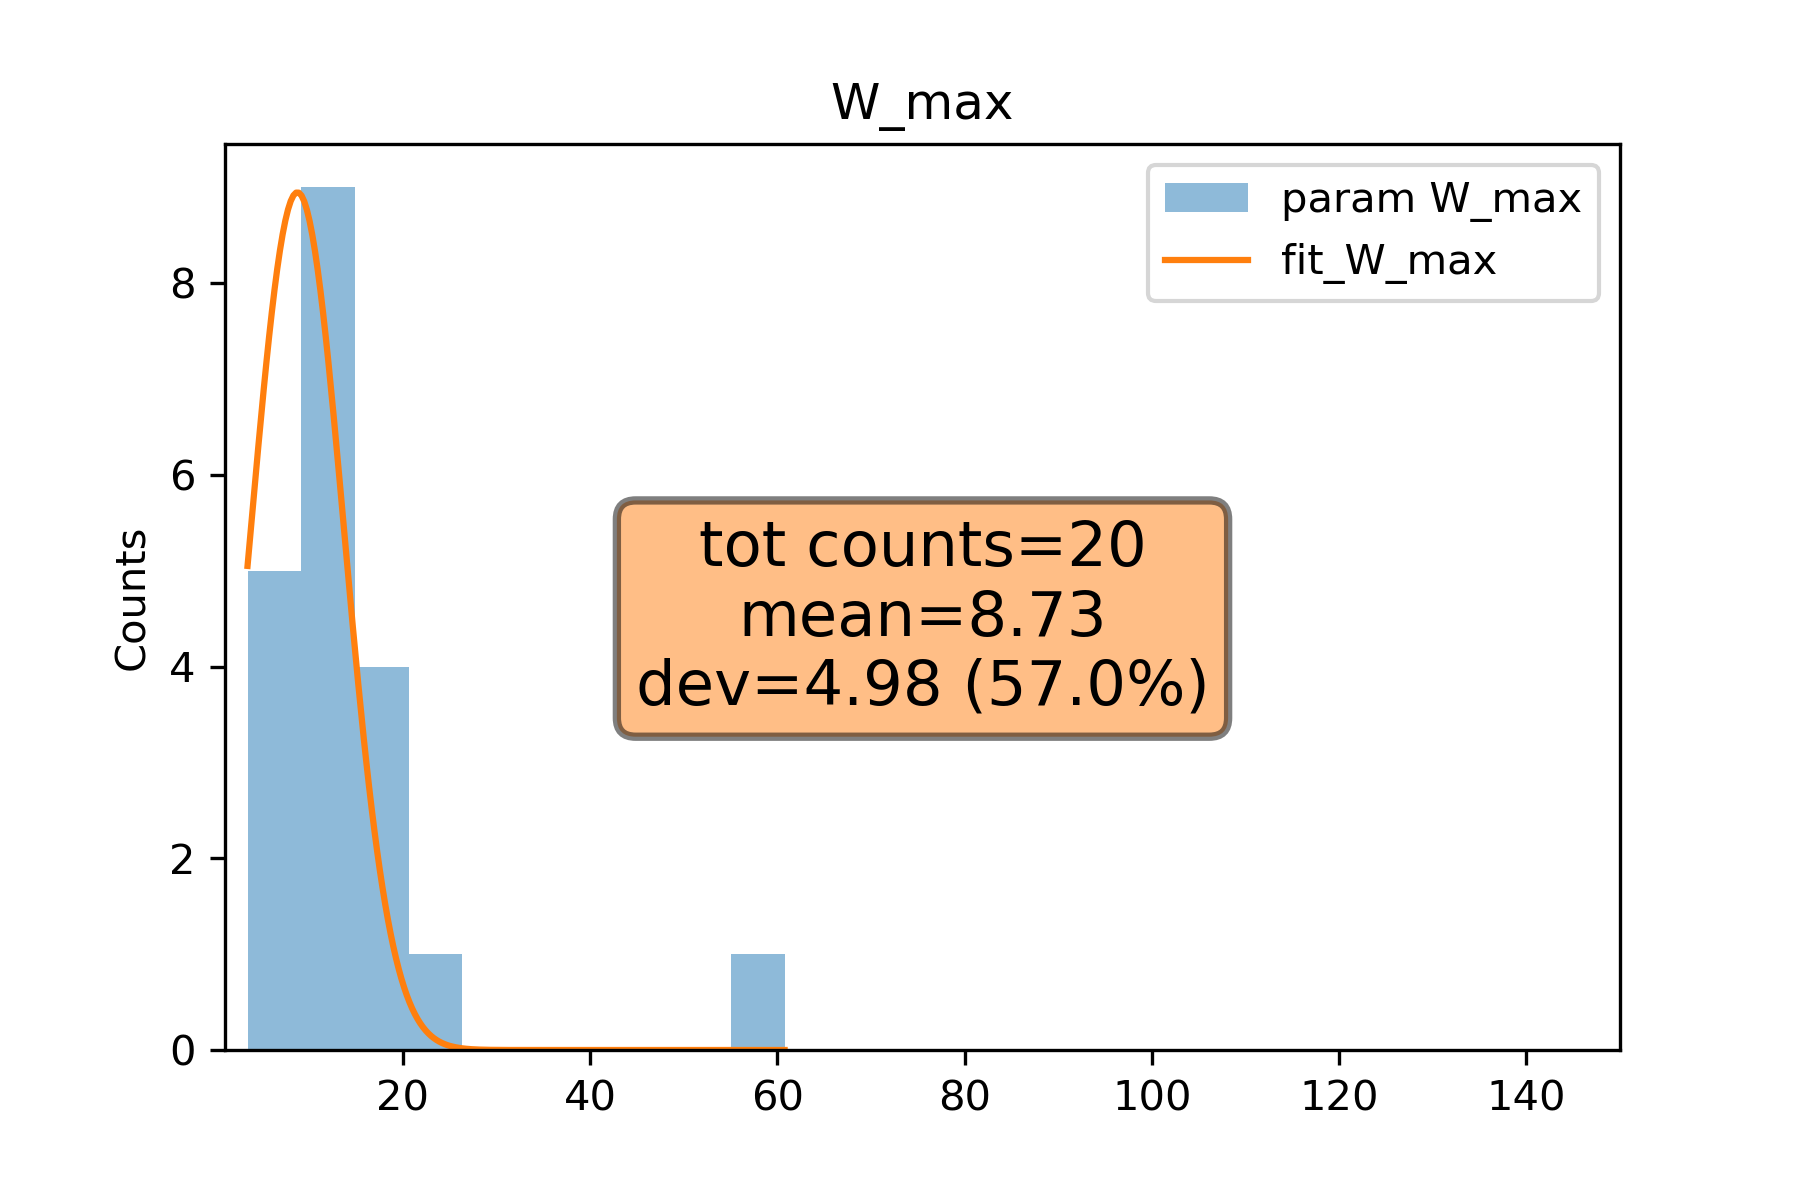 W_max
param W_max
fit_W_max
Counts
8
6
4
2
0
tot counts=20
mean=8.73
dev=4.98 (57.0%)
20 40 60 80 100 120 140